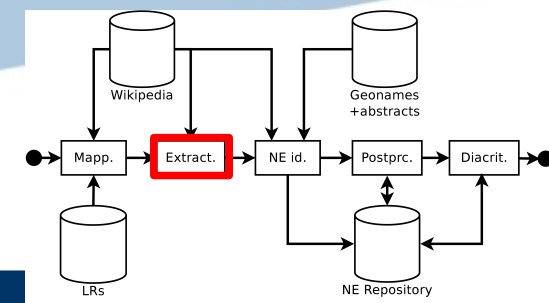 Wikipedia
Geonames
+abstracts
Mapp.
Extract.
NE id.
Postprc.
Diacrit.
LRs
NE Repository